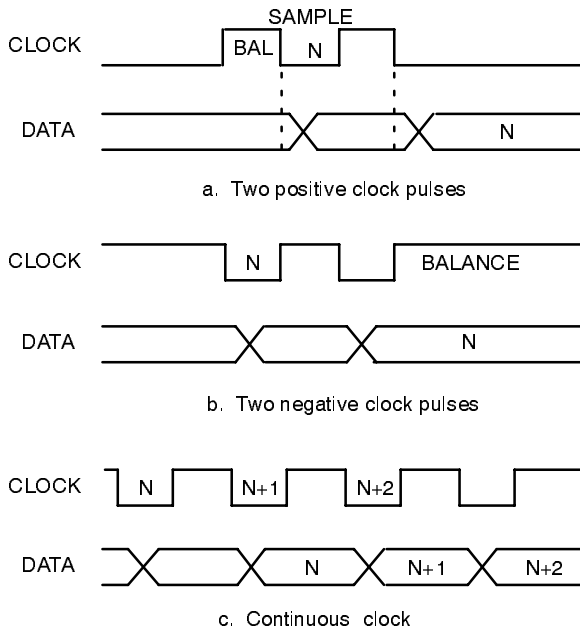 SAMPLE
CLOCK BAL N
DATA N
a. Two positive clock pulses
CLOCK N BALANCE
DATA N
b. Two negative clock pulses
CLOCK N N+1 N+2
DATA N N+1 N+2
c. Continuous clock